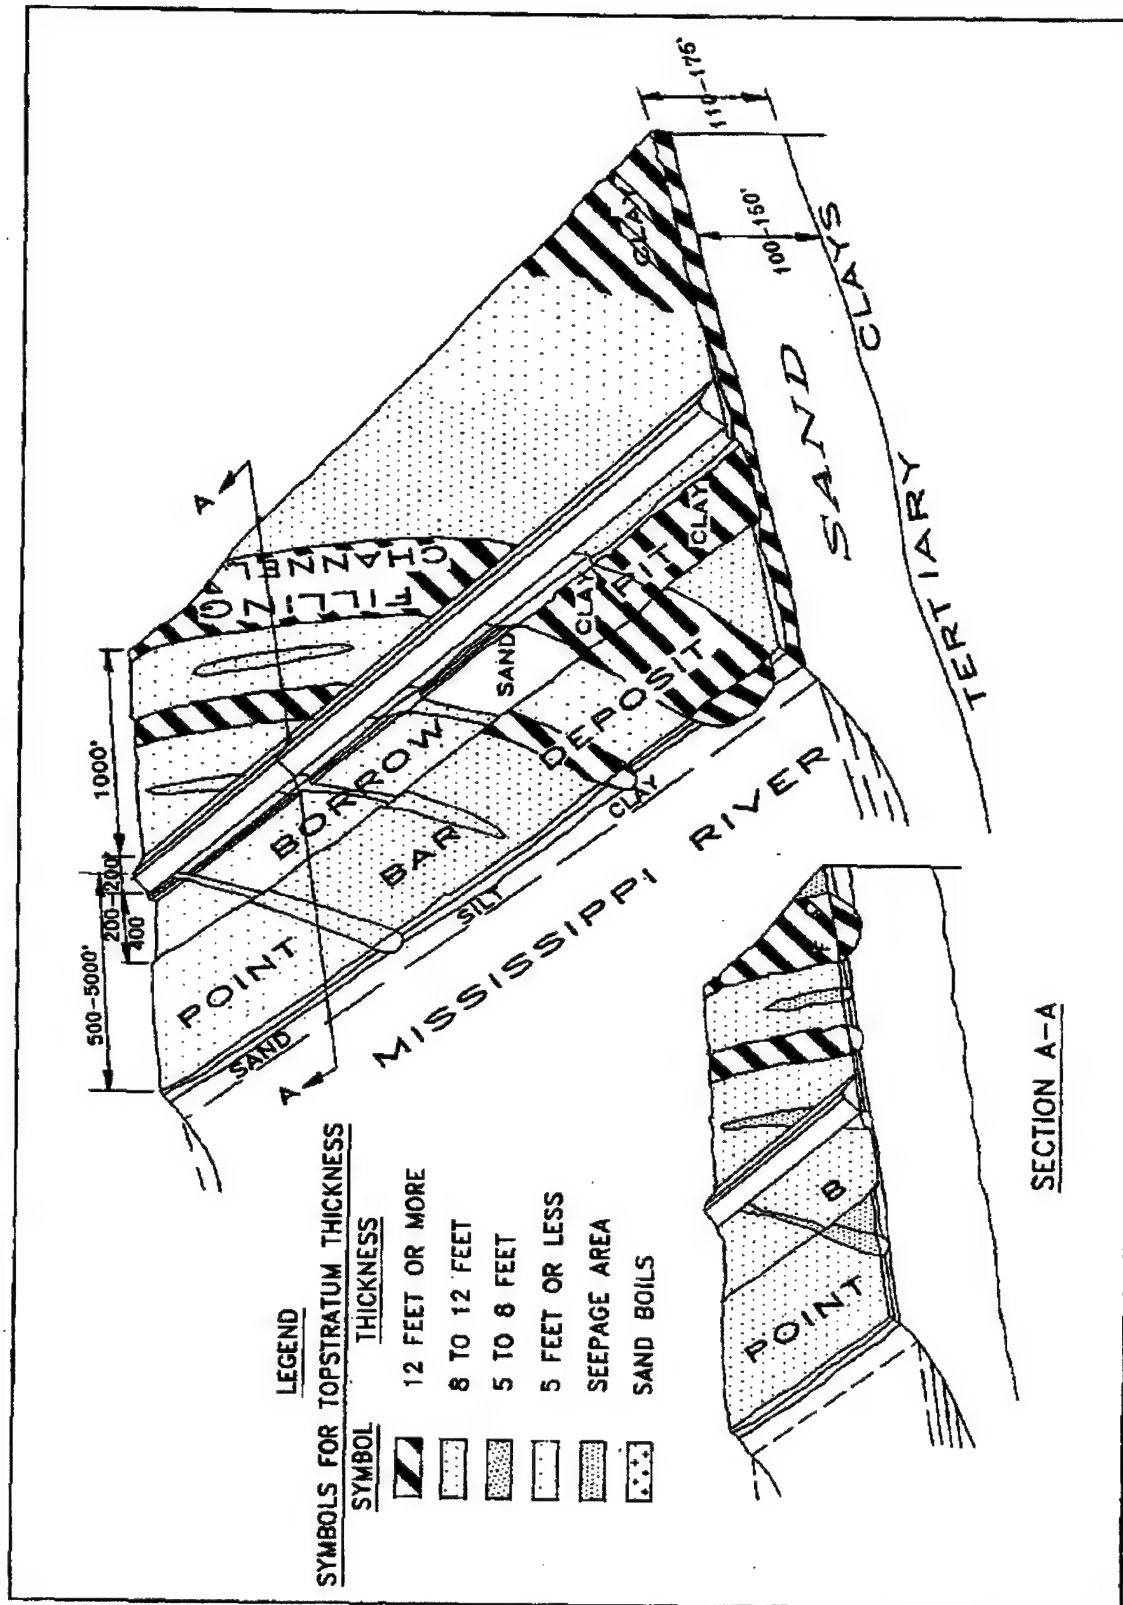 LEGEND
SYMBOLS FOR TOPSTRATUM THICKNESS
SYMBOL THICKNESS
12 FEET OR MORE
8 TO 12 FEET
5 TO 8 FEET
5 FEET OR LESS
SEEPAGE AREA
SAND BOILS
500-5000'
200-1200'
400
1000'
A
A
POINT BAR DEPOSIT
BORROW PIT
CHANNEL
FILLING
SAND
CLAY
CLAY
CLAY
SAND
SILT
CLAY
MISSISSIPPI RIVER
SAND
100-150'
110-175'
TERTIARY CLAYS
POINT
B
SECTION A-A